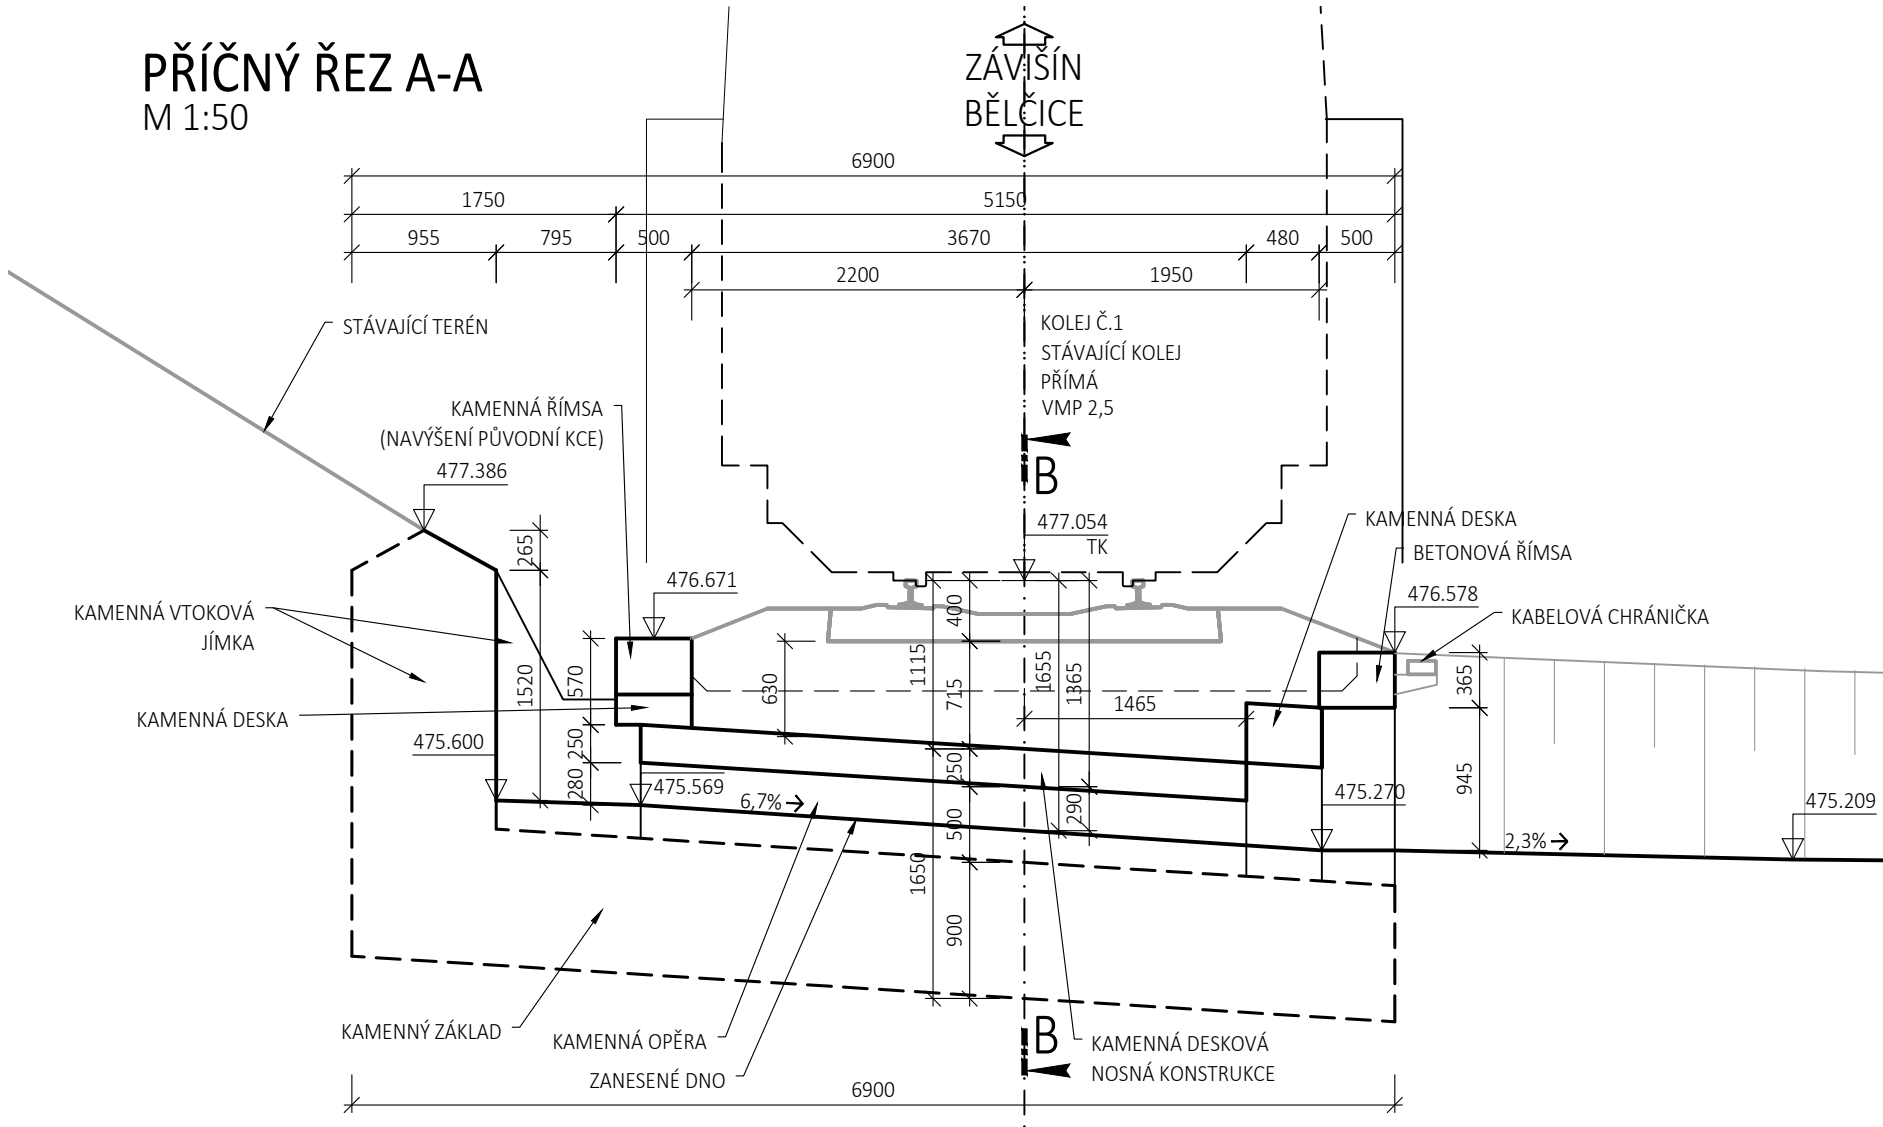 PŘÍČNÝ ŘEZ A-A
M 1:50
ZÁVIŠÍN
BĚLČICE
6900
1750
5150
955
795
500
3670
480
500
2200
1950
STÁVAJÍCÍ TERÉN
KOLEJ Č.1
STÁVAJÍCÍ KOLEJ
PŘÍMÁ
VMP 2,5
KAMENNÁ ŘÍMSA
(NAVÝŠENÍ PŮVODNÍ KCE)
477.386
B
477.054
TK
KAMENNÁ DESKA
BETONOVÁ ŘÍMSA
265
476.671
476.578
KABELOVÁ CHRÁNIČKA
KAMENNÁ VTOKOVÁ
JÍMKA
400
1115
1655
1365
1520
570
630
715
365
1465
KAMENNÁ DESKA
475.600
250
280
475.569
6,7%
250
290
500
475.270
945
475.209
2,3%
1650
900
KAMENNÝ ZÁKLAD
KAMENNÁ OPĚRA
ZANESENÉ DNO
B
KAMENNÁ DESKOVÁ
NOSNÁ KONSTRUKCE
6900